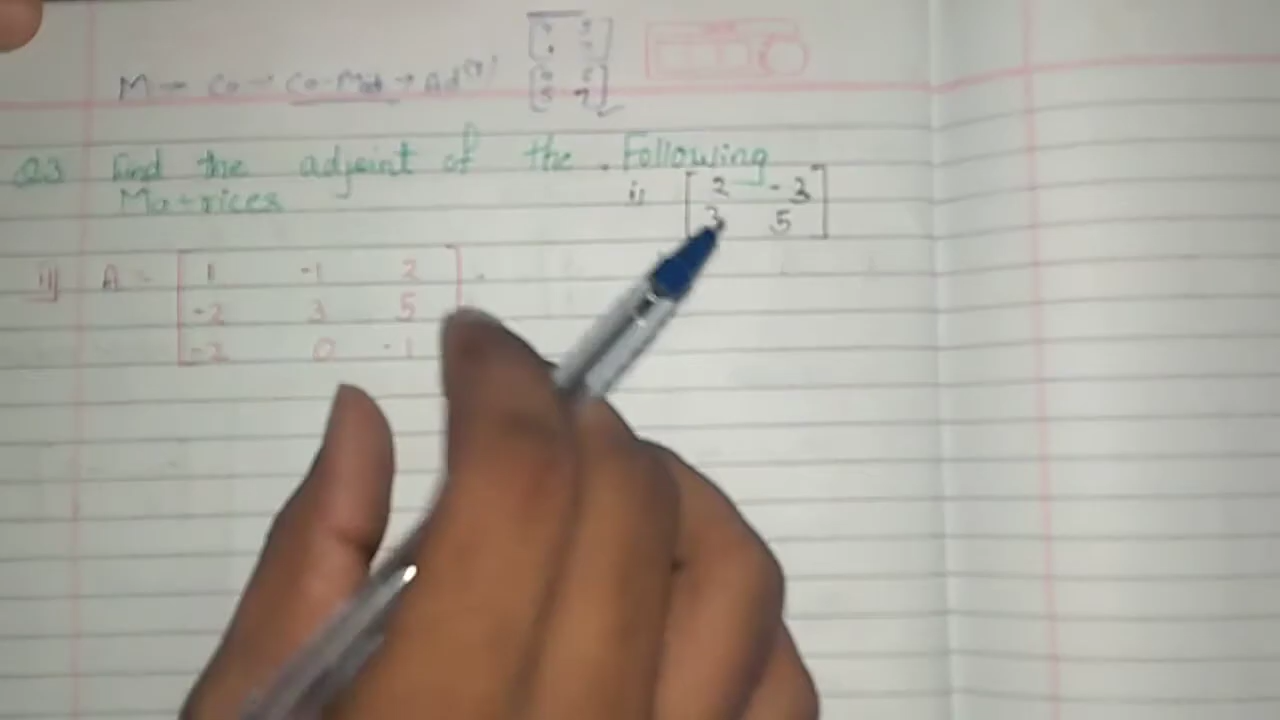 M → Co → Co-Mat → Ad
Q3 Find the adjoint of the Following
Matrices
i) [ 2 -3
3 5 ]
ii) A = [ 1 -1 2
-2 3 5
-2 0 -1 ]